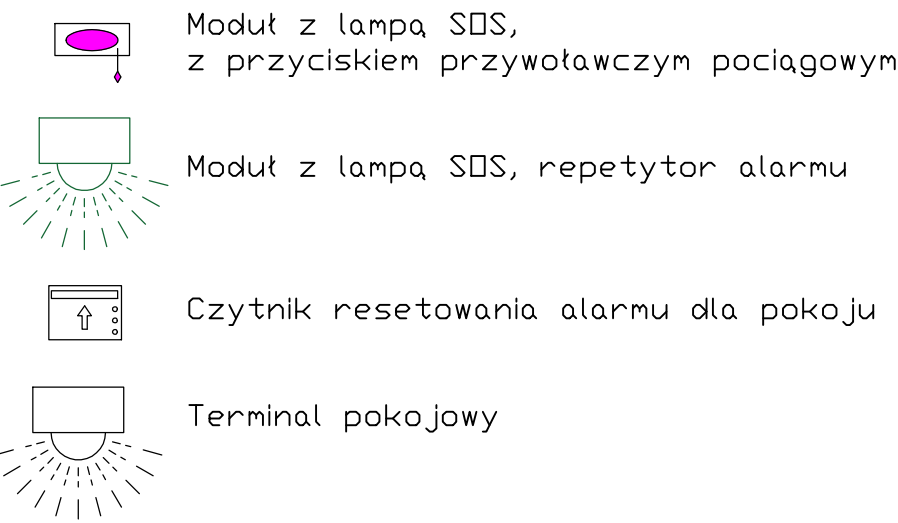 Moduł z lampą SOS,
z przyciskiem przywoławczym pociągowym
Moduł z lampą SOS, repetytor alarmu
Czytnik resetowania alarmu dla pokoju
Terminal pokojowy